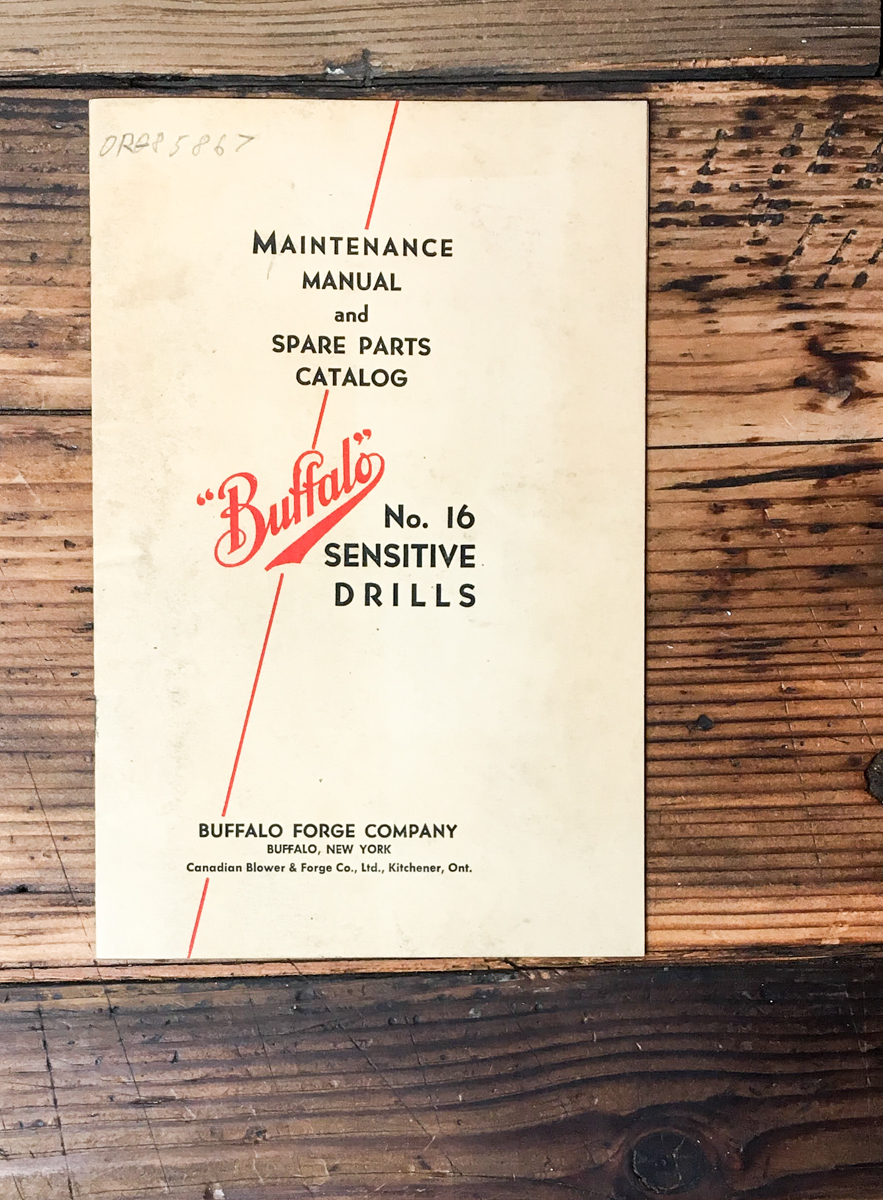 MAINTENANCE
MANUAL
and
SPARE PARTS
CATALOG
"Buffalo"
No. 16
SENSITIVE
DRILLS
BUFFALO FORGE COMPANY
BUFFALO, NEW YORK
Canadian Blower & Forge Co., Ltd., Kitchener, Ont.